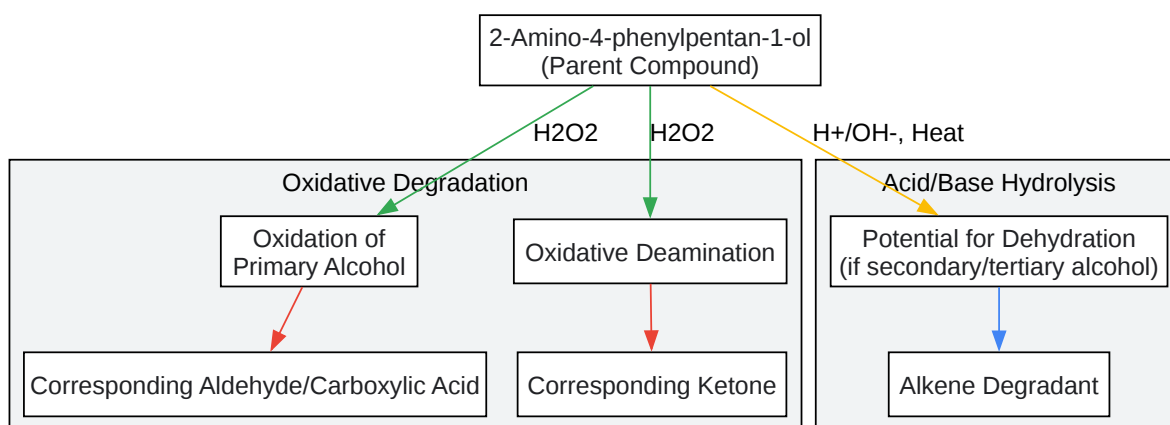 2-Amino-4-phenylpentan-1-ol
(Parent Compound)
H2O2
H2O2
H+/OH-, Heat
Oxidative Degradation
Acid/Base Hydrolysis
Oxidation of
Primary Alcohol
Oxidative Deamination
Potential for Dehydration
(if secondary/tertiary alcohol)
Corresponding Aldehyde/Carboxylic Acid
Corresponding Ketone
Alkene Degradant